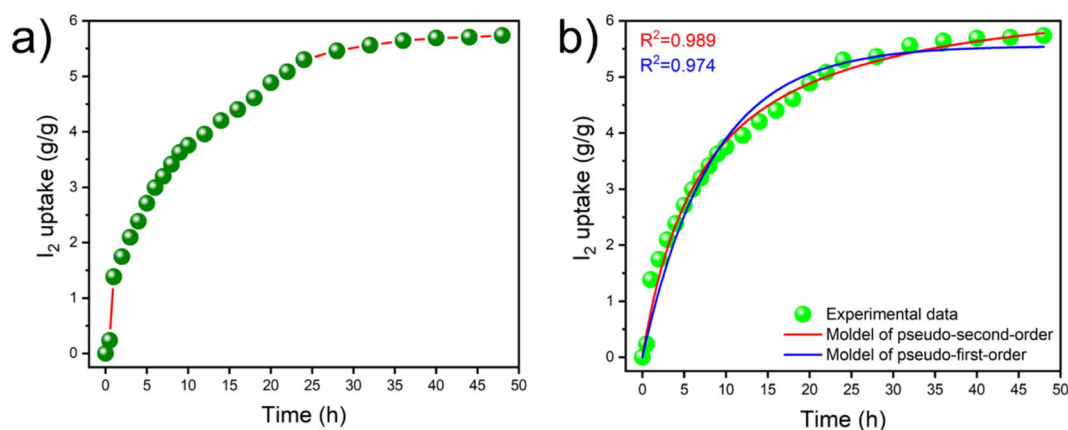 a)
I₂ uptake (g/g)
6
5
4
3
2
1
0
0 5 10 15 20 25 30 35 40 45 50
Time (h)
b)
I₂ uptake (g/g)
6
5
4
3
2
1
0
R²=0.989
R²=0.974
Experimental data
Moldel of pseudo-second-order
Moldel of pseudo-first-order
0 5 10 15 20 25 30 35 40 45 50
Time (h)